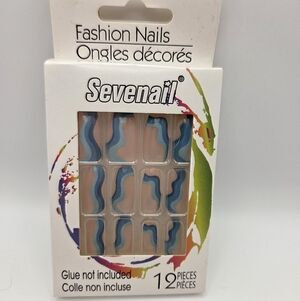 Fashion Nails
Ongles décorés
Sevenail®
Glue not included
Colle non incluse
12 PIECES
PIÈCES